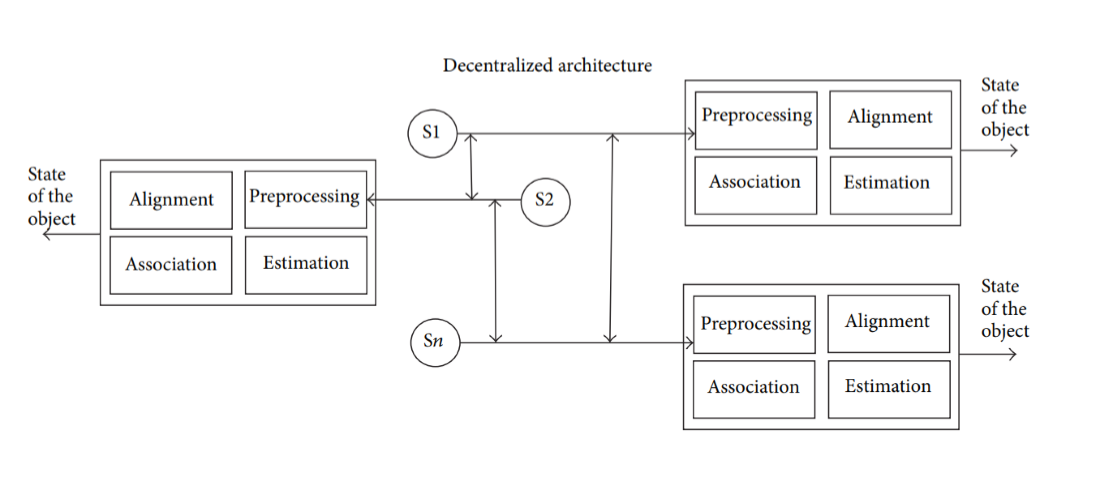 Decentralized architecture
State
of the
object
Alignment
Preprocessing
Association
Estimation
S1
S2
Sn
Preprocessing
Alignment
Association
Estimation
State
of the
object
Preprocessing
Alignment
Association
Estimation
State
of the
object